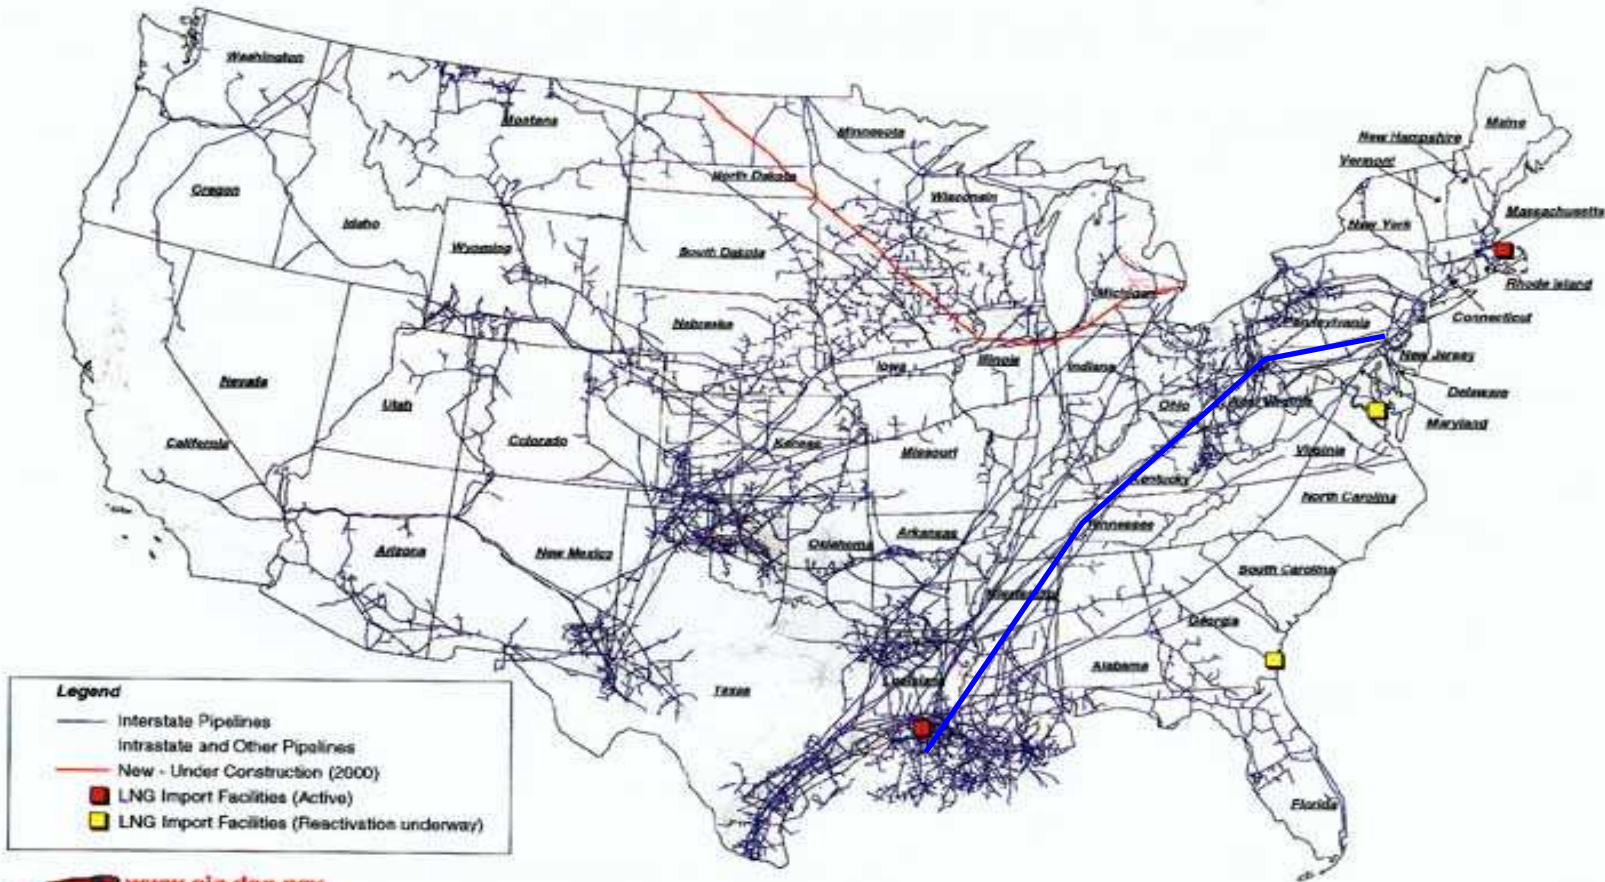 Washington
Montana
Minnesota
Maine
New Hampshire
Vermont
North Dakota
Oregon
Idaho
Wisconsin
Massachusetts
New York
Wyoming
South Dakota
Rhode Island
Michigan
Connecticut
Nebraska
Pennsylvania
New Jersey
Iowa
Illinois
Indiana
Nevada
Utah
Ohio
West Virginia
Delaware
Maryland
California
Colorado
Kansas
Missouri
Virginia
Kentucky
North Carolina
Arizona
New Mexico
Oklahoma
Arkansas
Tennessee
South Carolina
Mississippi
Georgia
Texas
Louisiana
Alabama
Florida
Legend
Interstate Pipelines
Intrastate and Other Pipelines
New - Under Construction (2000)
LNG Import Facilities (Active)
LNG Import Facilities (Reactivation underway)